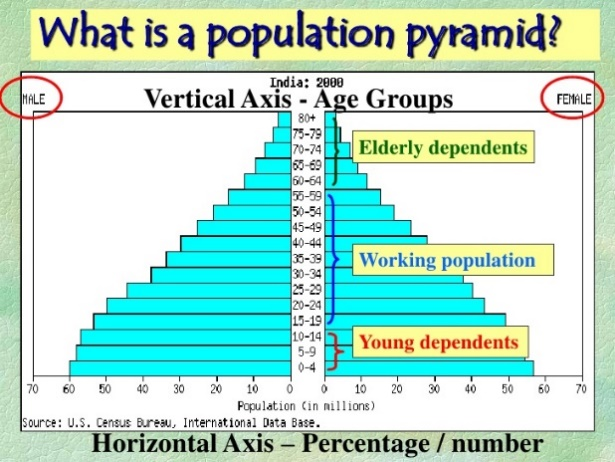 What is a population pyramid?
India: 2000
MALE
Vertical Axis - Age Groups
FEMALE
80+
75-79
70-74
Elderly dependents
65-69
60-64
55-59
50-54
45-49
40-44
35-39
Working population
30-34
25-29
20-24
15-19
10-14
Young dependents
5-9
0-4
70 60 50 40 30 20 10 0 0 10 20 30 40 50 60 70
Population (in millions)
Source: U.S. Census Bureau, International Data Base.
Horizontal Axis – Percentage / number